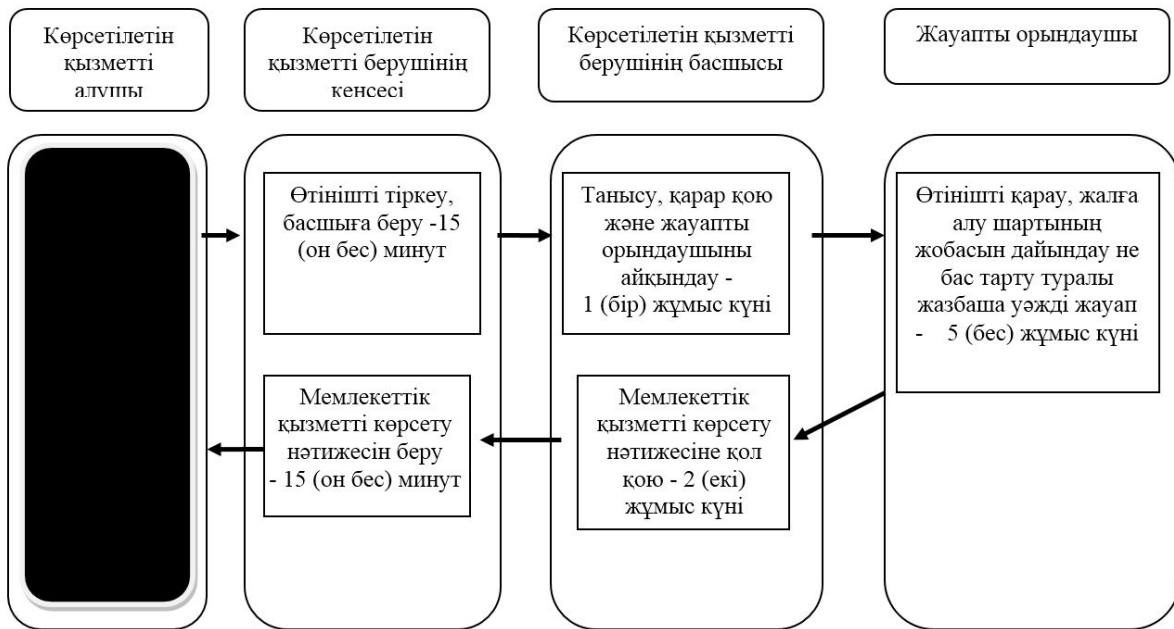 Көрсетілетін
қызметті
алушы
Көрсетілетін
қызметті берушінің
кеңсесі
Көрсетілетін қызметті
берушінің басшысы
Жауапты орындаушы
Өтінішті тіркеу,
басшыға беру -15
(он бес) минут
Танысу, қарар қою
және жауапты
орындаушыны
айқындау -
1 (бір) жұмыс күні
Өтінішті қарау, жалға
алу шартының
жобасын дайындау не
бас тарту туралы
жазбаша уәжді жауап
- 5 (бес) жұмыс күні
Мемлекеттік
қызметті көрсету
нәтижесін беру
- 15 (он бес) минут
Мемлекеттік
қызметті көрсету
нәтижесіне қол
қою - 2 (екі)
жұмыс күні